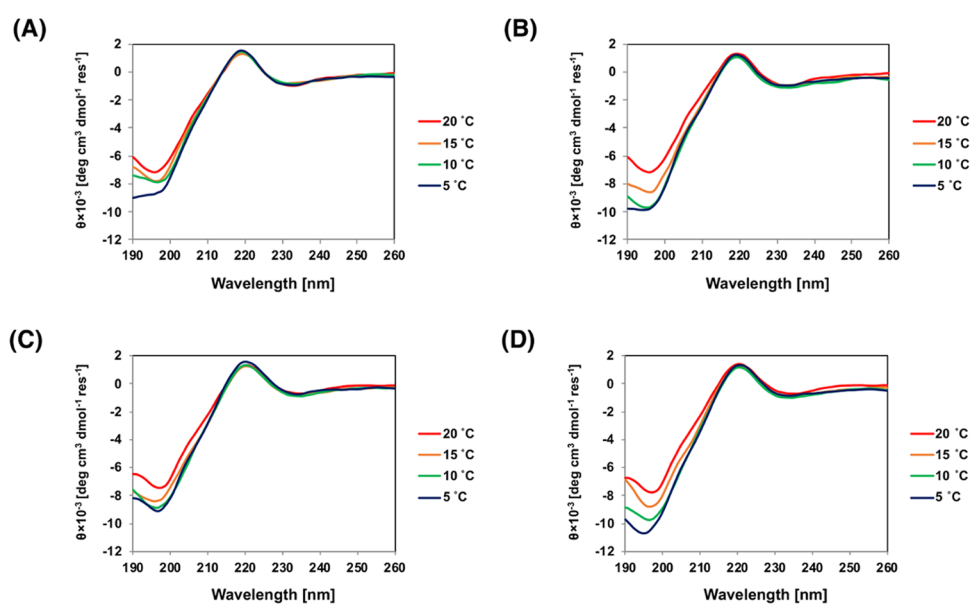 (A)
θ×10⁻³ [deg cm³ dmol⁻¹ res⁻¹]
2
0
-2
-4
-6
-8
-10
-12
190 200 210 220 230 240 250 260
Wavelength [nm]
20 ˚C
15 ˚C
10 ˚C
5 ˚C
(B)
θ×10⁻³ [deg cm³ dmol⁻¹ res⁻¹]
2
0
-2
-4
-6
-8
-10
-12
190 200 210 220 230 240 250 260
Wavelength [nm]
20 ˚C
15 ˚C
10 ˚C
5 ˚C
(C)
θ×10⁻³ [deg cm³ dmol⁻¹ res⁻¹]
2
0
-2
-4
-6
-8
-10
-12
190 200 210 220 230 240 250 260
Wavelength [nm]
20 ˚C
15 ˚C
10 ˚C
5 ˚C
(D)
θ×10⁻³ [deg cm³ dmol⁻¹ res⁻¹]
2
0
-2
-4
-6
-8
-10
-12
190 200 210 220 230 240 250 260
Wavelength [nm]
20 ˚C
15 ˚C
10 ˚C
5 ˚C